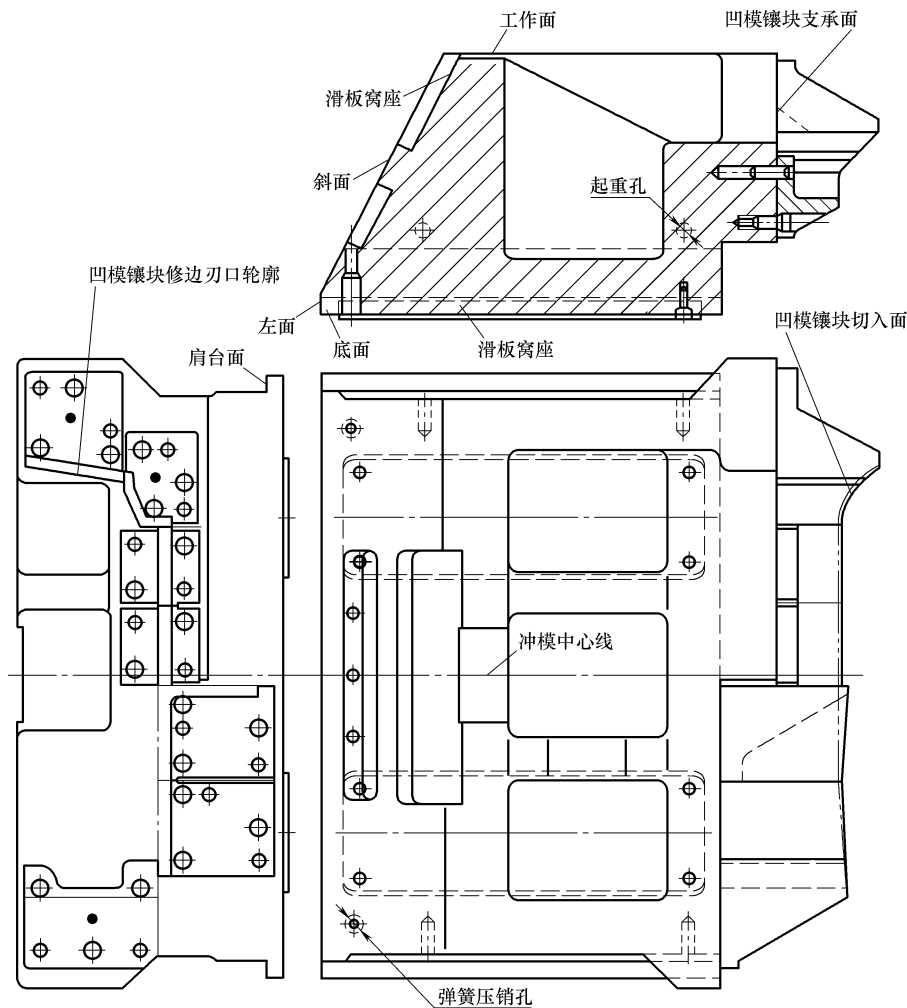 工作面
凹模镶块支承面
滑板窝座
斜面
起重孔
凹模镶块修边刃口轮廓
左面
底面
滑板窝座
凹模镶块切入面
肩台面
冲模中心线
弹簧压销孔